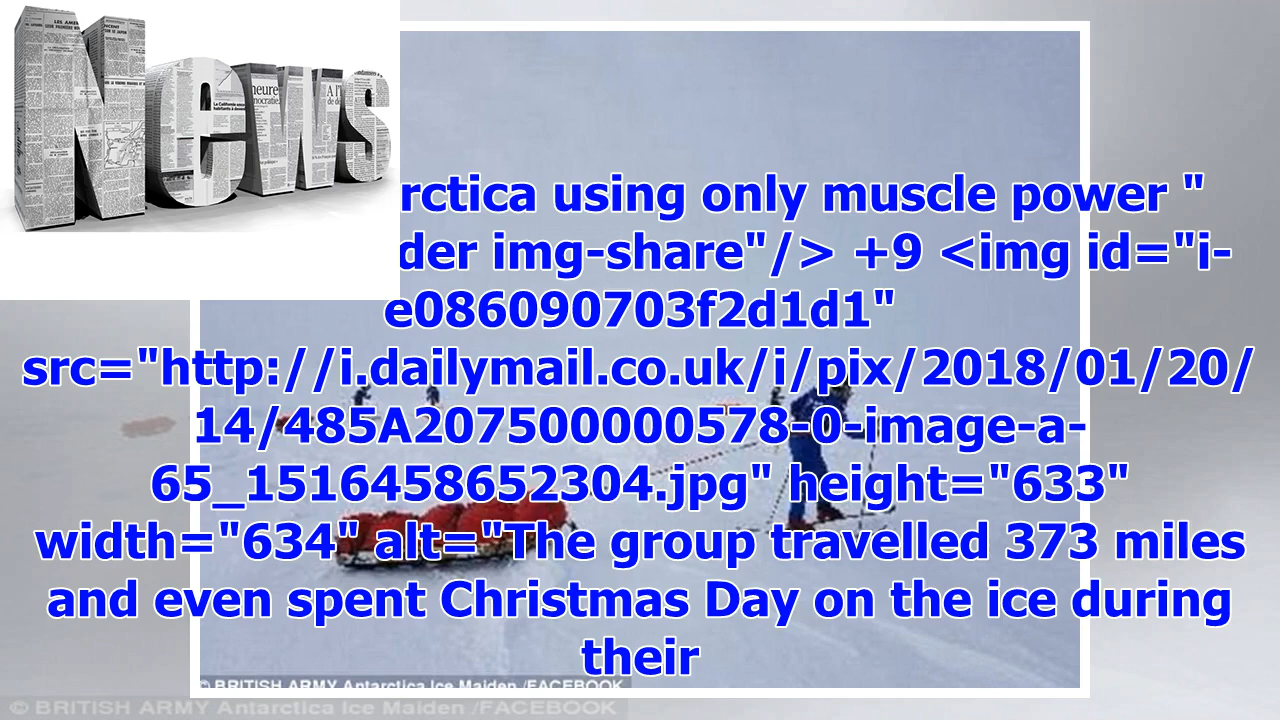 News
rctica using only muscle power "
der img-share"/> +9 <img id="i-
e086090703f2d1d1"
src="http://i.dailymail.co.uk/i/pix/2018/01/20/
14/485A207500000578-0-image-a-
65_1516458652304.jpg" height="633"
width="634" alt="The group travelled 373 miles
and even spent Christmas Day on the ice during
their
© BRITISH ARMY Antarctica Ice Maiden /FACEBOOK
© BRITISH ARMY Antarctica Ice Maiden /FACEBOOK